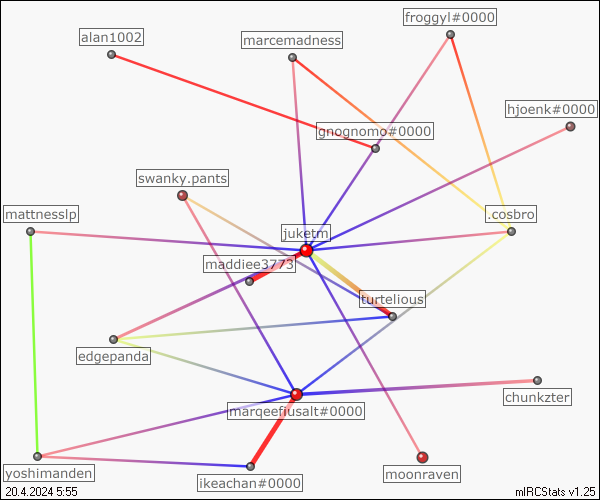 froggyl#0000
alan1002
marcemadness
hjoenk#0000
gnognomo#0000
swanky.pants
mattnesslp
.cosbro
juketm
maddiee3773
turtelious
edgepanda
chunkzter
marqeefiusalt#0000
yoshimanden
moonraven
ikeachan#0000
20.4.2024 5:55
mIRCStats v1.25